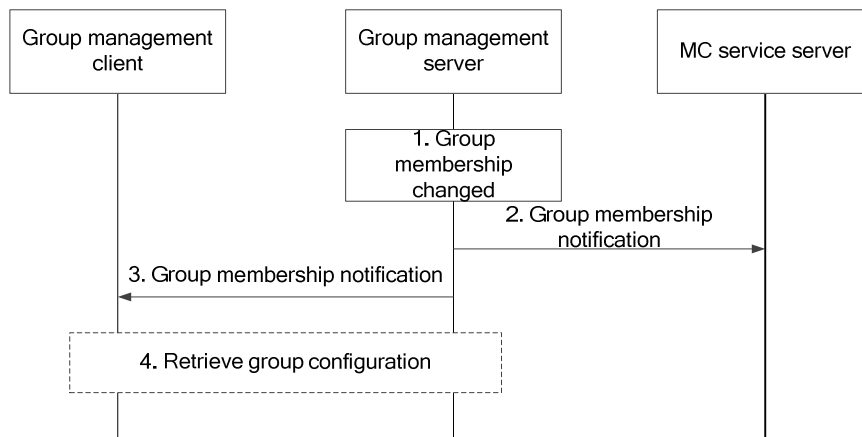 Group management
client
Group management
server
MC service server
1. Group
membership
changed
2. Group membership
notification
3. Group membership notification
4. Retrieve group configuration